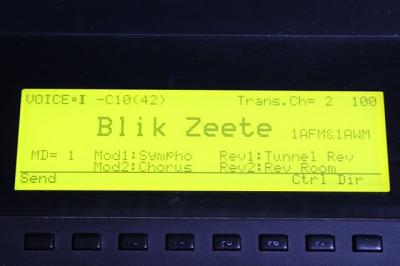 VOICE▫I -C10(42) Trans.Ch= 2 100
Blik Zeete 1AFM&1AWM
MD= 1 Mod1:Sympho Rev1:Tunnel Rev
Mod2:Chorus Rev2:Rev Room
Send Ctrl Dir